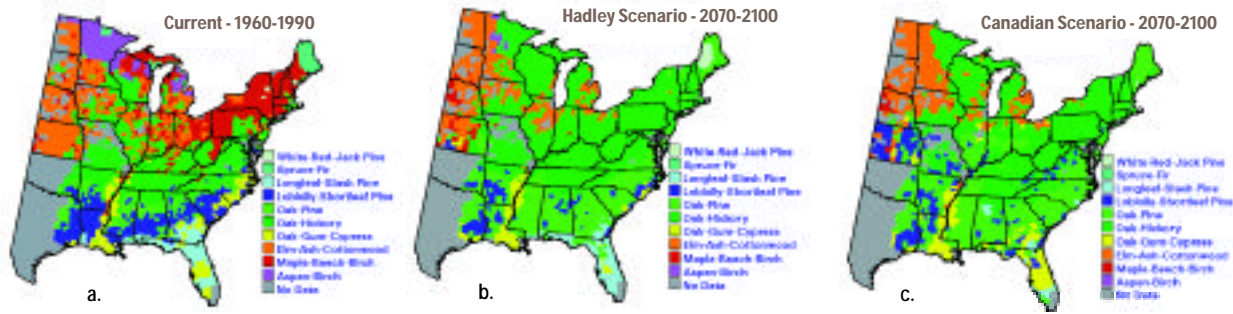 Current - 1960-1990
White-Red-Jack Pine
Spruce-Fir
Longleaf-Slash Pine
Loblolly-Shortleaf Pine
Oak-Pine
Oak-Hickory
Oak-Gum-Cypress
Elm-Ash-Cottonwood
Maple-Beech-Birch
Aspen-Birch
No Data
a.
Hadley Scenario - 2070-2100
White-Red-Jack Pine
Spruce-Fir
Longleaf-Slash Pine
Loblolly-Shortleaf Pine
Oak-Pine
Oak-Hickory
Oak-Gum-Cypress
Elm-Ash-Cottonwood
Maple-Beech-Birch
Aspen-Birch
No Data
b.
Canadian Scenario - 2070-2100
White-Red-Jack Pine
Spruce-Fir
Longleaf-Slash Pine
Loblolly-Shortleaf Pine
Oak-Pine
Oak-Hickory
Oak-Gum-Cypress
Elm-Ash-Cottonwood
Maple-Beech-Birch
Aspen-Birch
No Data
c.